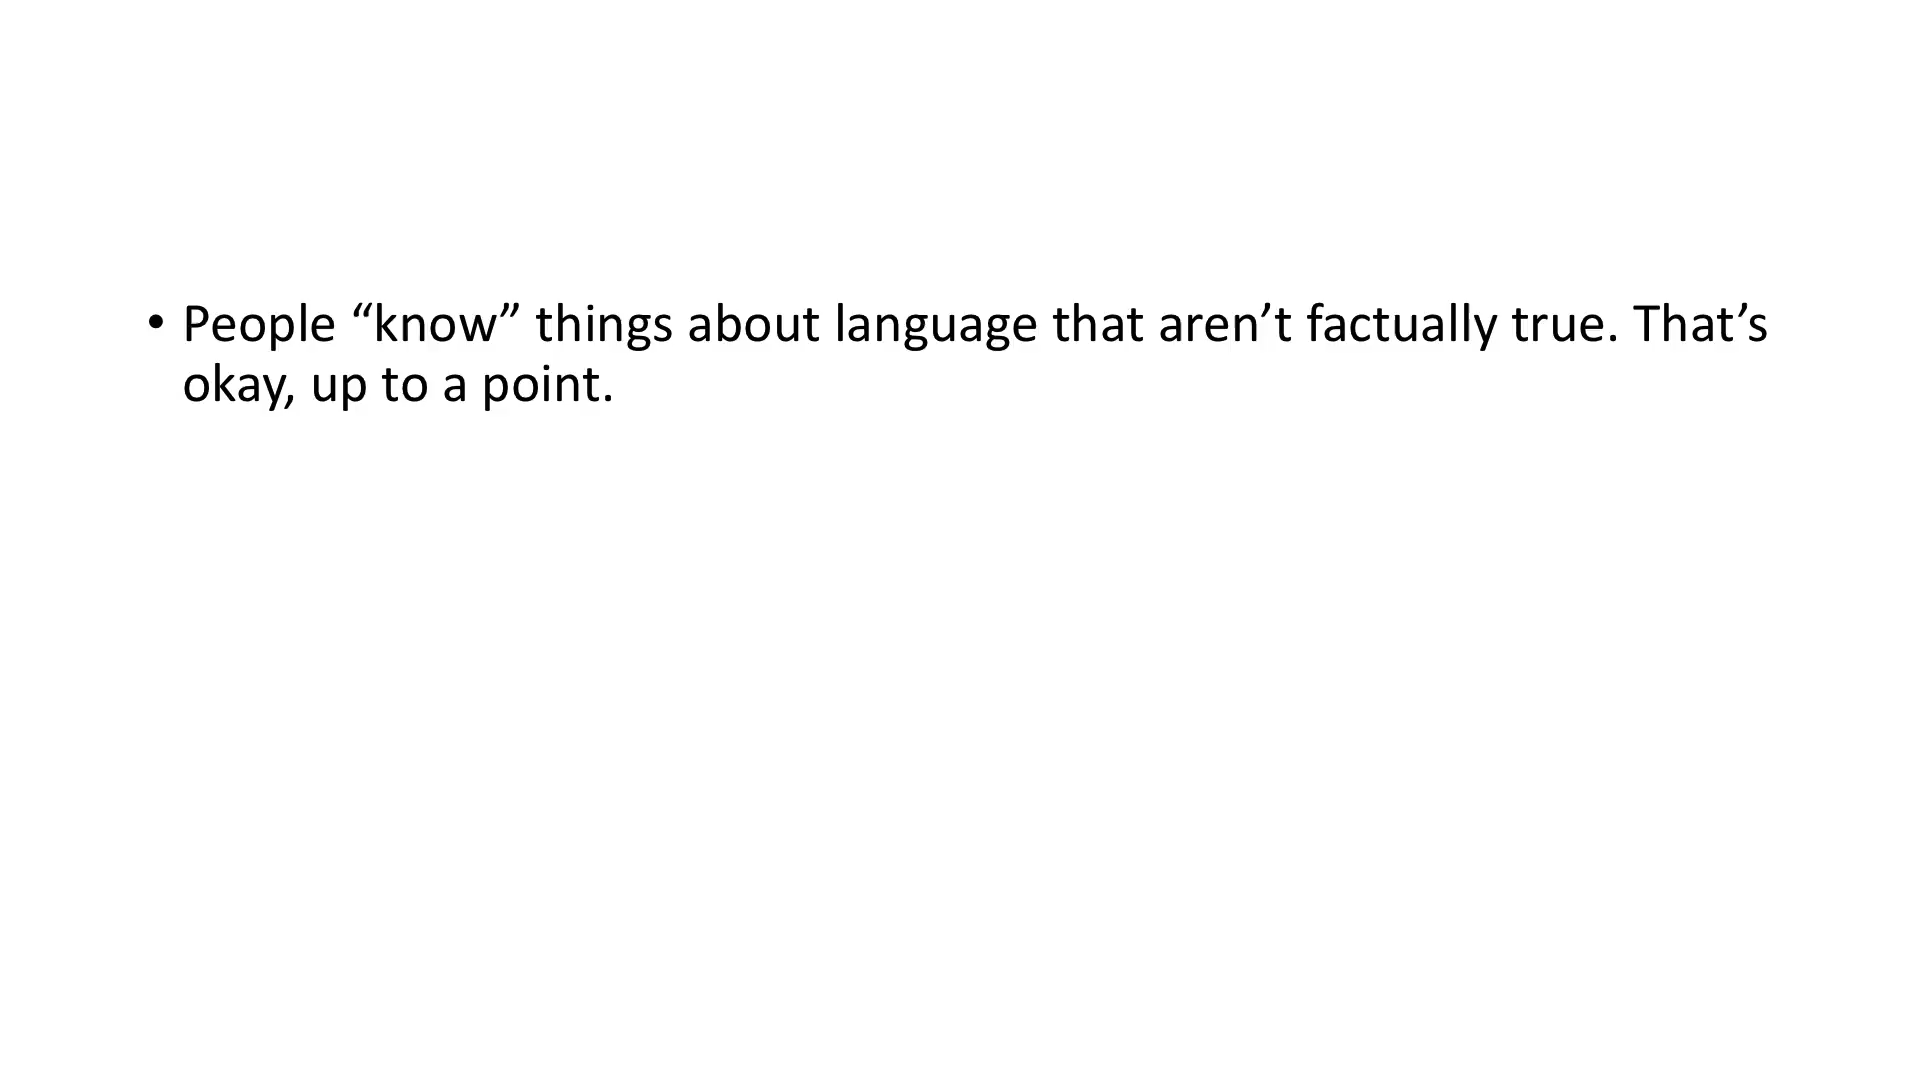 • People “know” things about language that aren’t factually true. That’s
okay, up to a point.